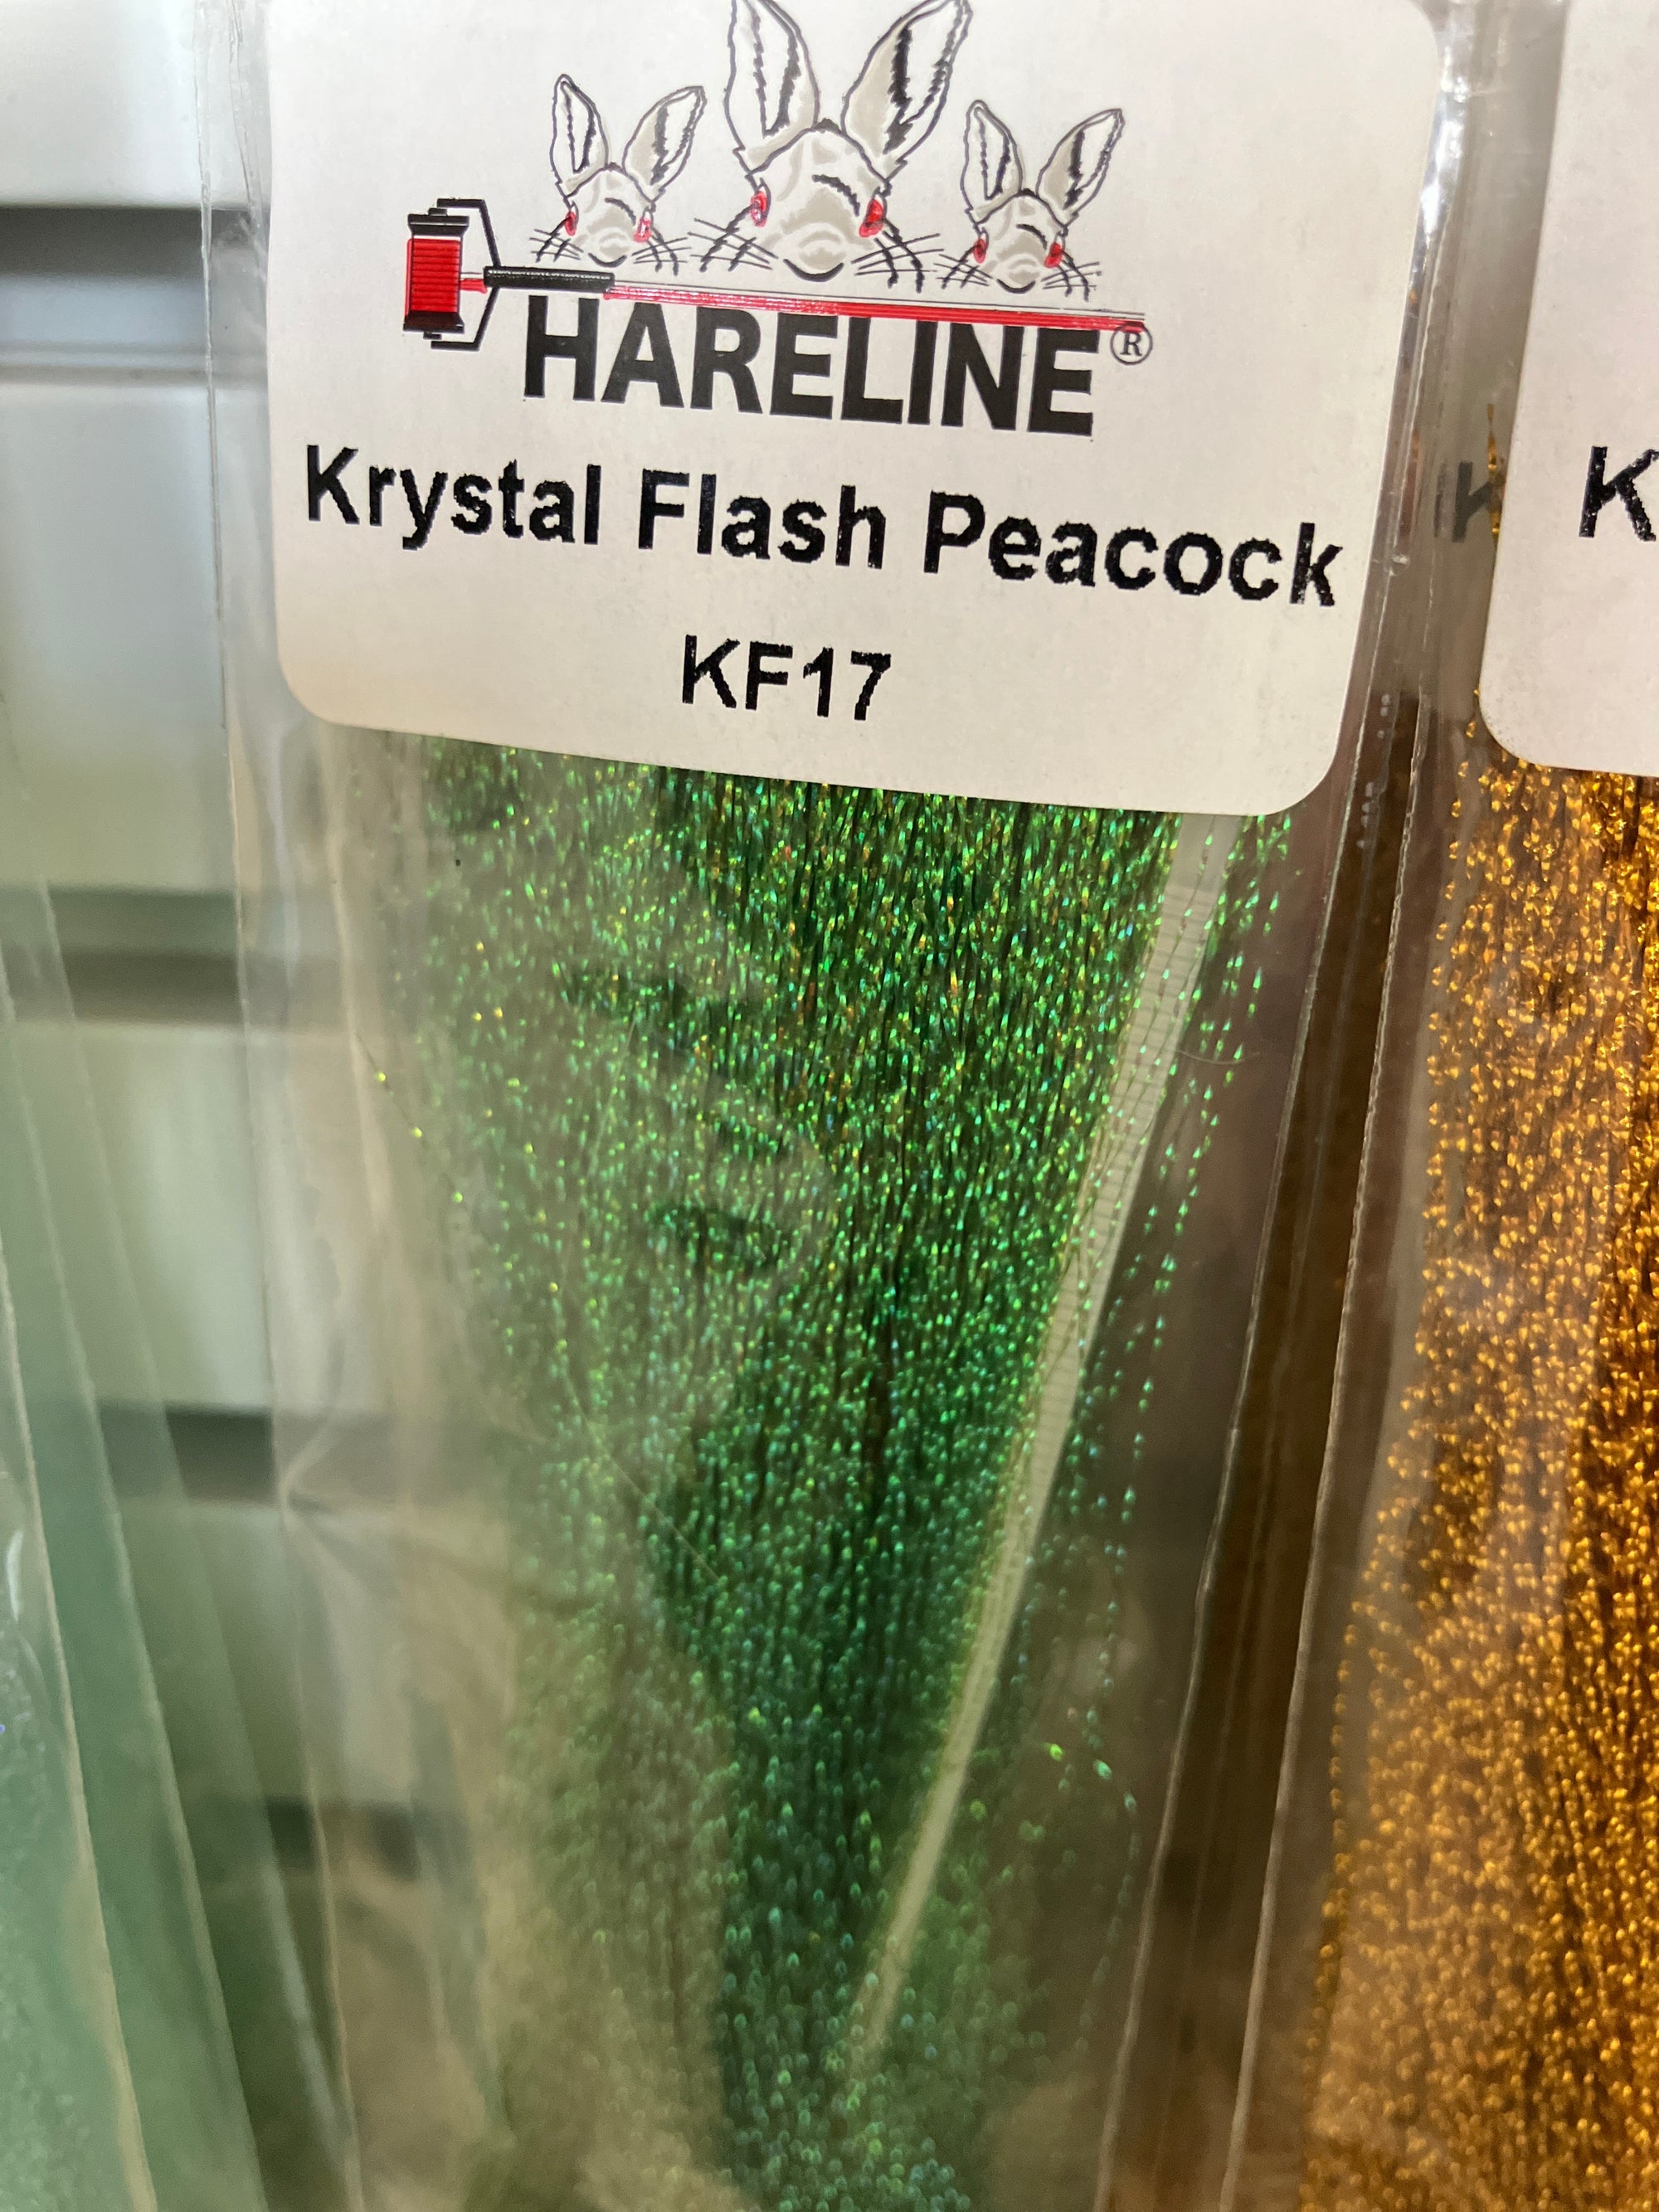 HARELINE®
Krystal Flash Peacock
KF17
K
K